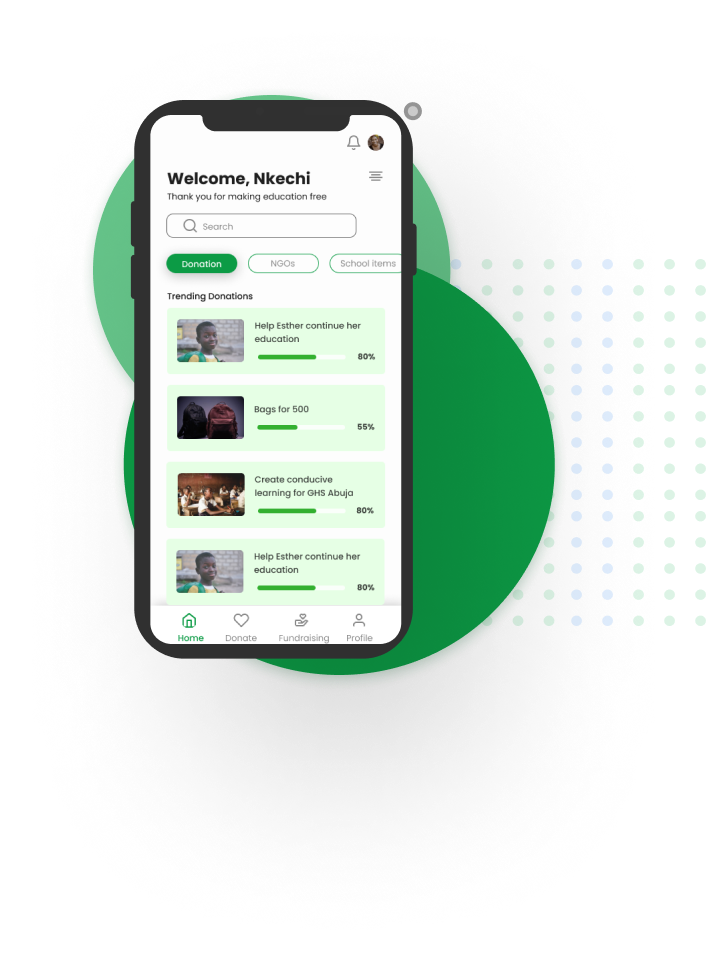 Welcome, Nkechi
Thank you for making education free
Search
Donation
NGOs
School items
Trending Donations
Help Esther continue her
education
80%
Bags for 500
55%
Create conducive
learning for GHS Abuja
80%
Help Esther continue her
education
80%
Home
Donate
Fundraising
Profile